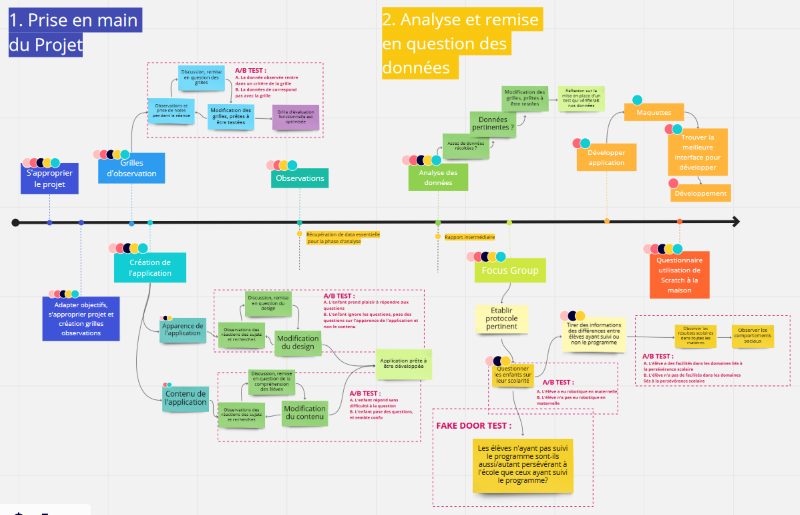 1. Prise en main
du Projet
2. Analyse et remise
en question des
données
Discussion, remise
en question des
grilles
A/B TEST :
A. La donnée observée rentre
dans un critère de la grille
B. La données de correspond
pas avec la grille
Observations et
prise de notes
pendant la séance
Modification des
grilles, prêtes à
être testées
Grille d'évaluation
fonctionnelle est
optimisée
S'approprier
le projet
Grilles
d'observation
Observations
Modification des
grilles, prêtes à
être testées
Réflexion sur la
mise en place d'un
test qui vérifierait
nos données
Données
pertinentes ?
Assez de données
récoltées ?
Analyse des
données
Maquettes
Développer
application
Trouver la
meilleure
interface pour
développer
Développement
Récupération de data essentielle
pour la phase d'analyse
Rapport intermédiaire
Création de
l'application
Adapter objectifs,
s'approprier projet et
création grilles
observations
Focus Group
Questionnaire
utilisation de
Scratch à la
maison
Apparence de
l'application
Discussion, remise
en question du
design
Observations des
réactions des sujets
et recherches
Modification
du design
A/B TEST :
A. L'enfant prend plaisir à répondre aux
questions
B. L'enfant ignore les questions, pose des
questions sur l'apparence de l'application et
non le contenu
Application prête à
être développée
Contenu de
l'application
Discussion, remise
en question de la
compréhension
des élèves
Observations des
réactions des sujets
et recherches
Modification
du contenu
A/B TEST :
A. L'enfant répond sans
difficulté à la question
B. L'enfant pose des questions,
et semble confu
Etablir
protocole
pertinent
Tirer des informations
des différences entre
élèves ayant suivi ou
non le programme
Observer les
résultats scolaires
dans toutes les
matières
Observer les
comportements
sociaux
A/B TEST :
A. L'élève a des facilités dans les domaines liés à
la persévérance scolaire
B. L'élève n'a pas de facilités dans les domaines
liés à la persévérance scolaire
Questionner
les enfants sur
leur scolarité
A/B TEST :
A. L'élève a eu robotique en maternelle
B. L'élève n'a pas eu robotique en
maternelle
FAKE DOOR TEST :
Les élèves n'ayant pas suivi
le programme sont-ils
aussi/autant persévérant à
l'école que ceux ayant suivi
le programme?